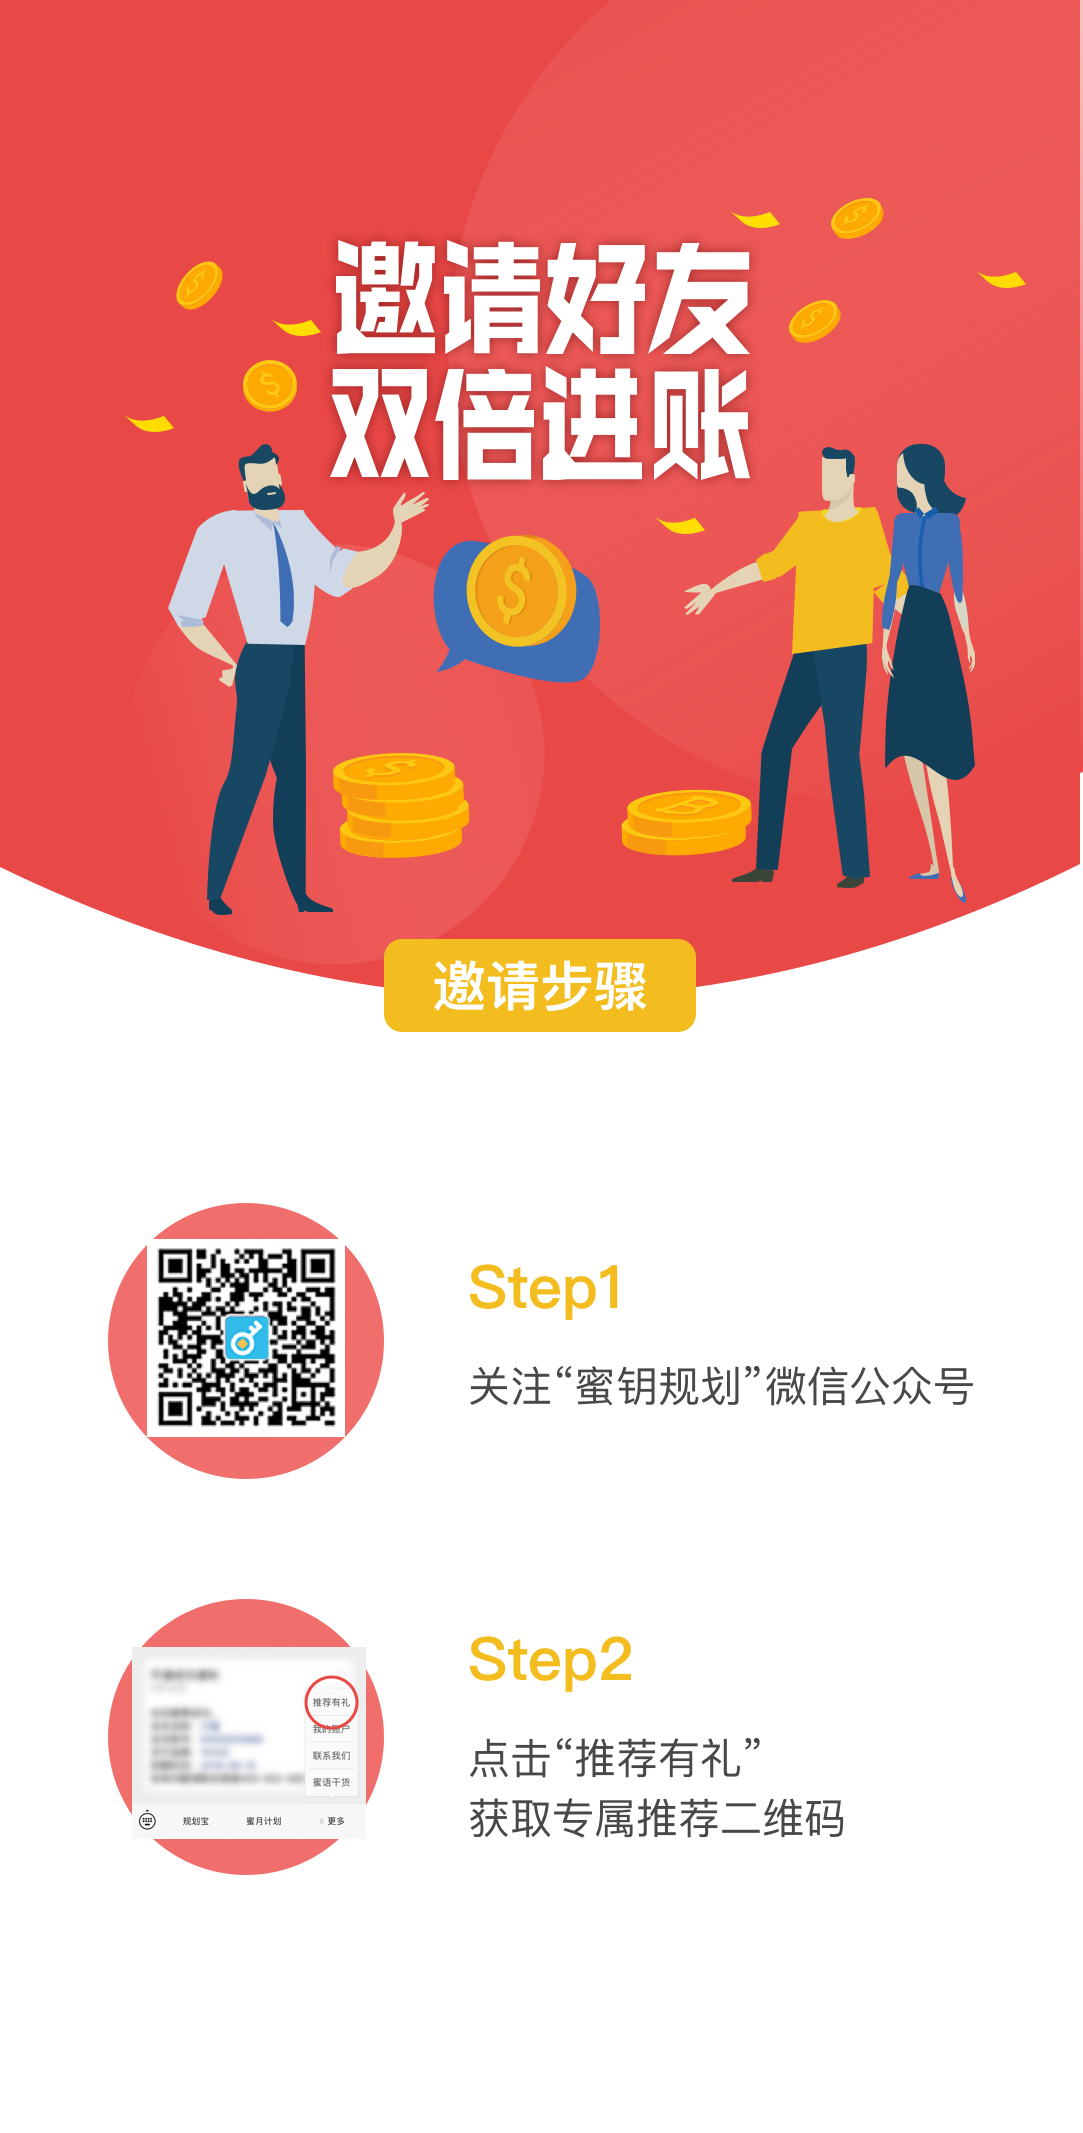 邀请好友
双倍进账
邀请步骤
Step1
关注“蜜钥规划”微信公众号
Step2
点击“推荐有礼”
获取专属推荐二维码
推荐有礼
我的账户
联系我们
蜜语干货
规划宝
蜜月计划
更多